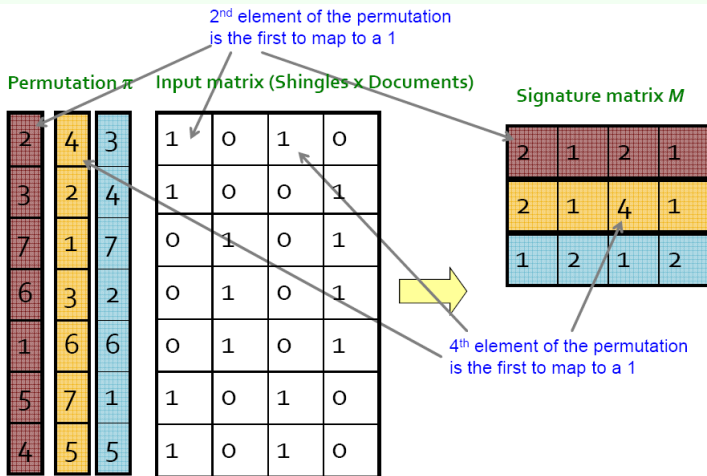 2nd element of the permutation
is the first to map to a 1
Permutation π
Input matrix (Shingles x Documents)
Signature matrix M
2 4 3 1 0 1 0
3 2 4 1 0 0 1
7 1 7 0 1 0 1
6 3 2 0 1 0 1
1 6 6 0 1 0 1
5 7 1 1 0 1 0
4 5 5 1 0 1 0
2 1 2 1
2 1 4 1
1 2 1 2
4th element of the permutation
is the first to map to a 1